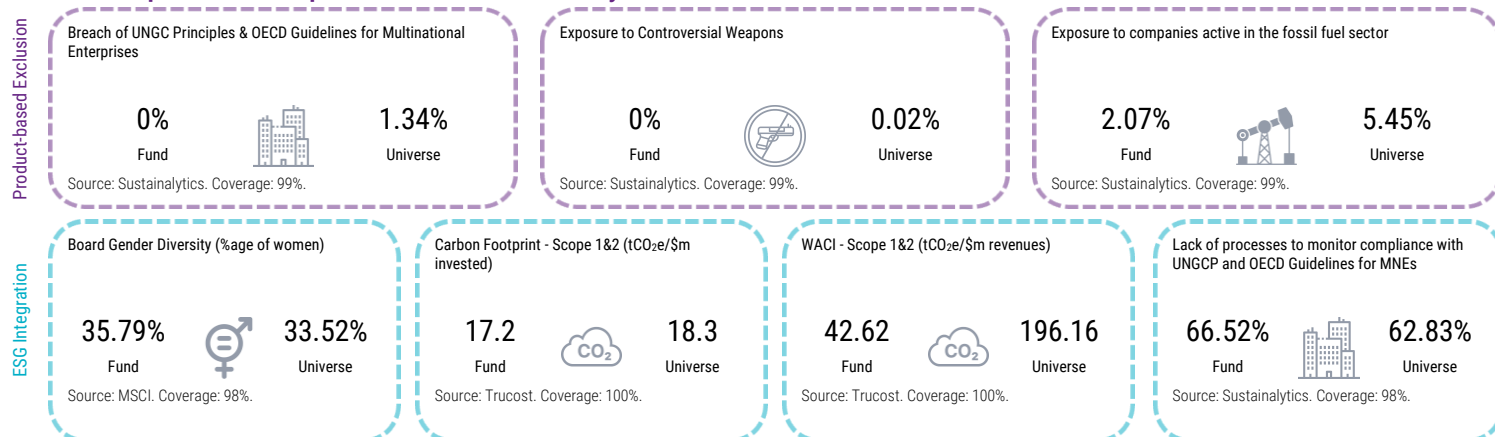 Product-based Exclusion
Breach of UNGC Principles & OECD Guidelines for Multinational
Enterprises
0%
Fund
1.34%
Universe
Source: Sustainalytics. Coverage: 99%.
Exposure to Controversial Weapons
0%
Fund
0.02%
Universe
Source: Sustainalytics. Coverage: 99%.
Exposure to companies active in the fossil fuel sector
2.07%
Fund
5.45%
Universe
Source: Sustainalytics. Coverage: 99%.
ESG Integration
Board Gender Diversity (%age of women)
35.79%
Fund
33.52%
Universe
Source: MSCI. Coverage: 98%.
Carbon Footprint - Scope 1&2 (tCO₂e/$m
invested)
17.2
Fund
CO₂
18.3
Universe
Source: Trucost. Coverage: 100%.
WACI - Scope 1&2 (tCO₂e/$m revenues)
42.62
Fund
CO₂
196.16
Universe
Source: Trucost. Coverage: 100%.
Lack of processes to monitor compliance with
UNGCP and OECD Guidelines for MNEs
66.52%
Fund
62.83%
Universe
Source: Sustainalytics. Coverage: 98%.